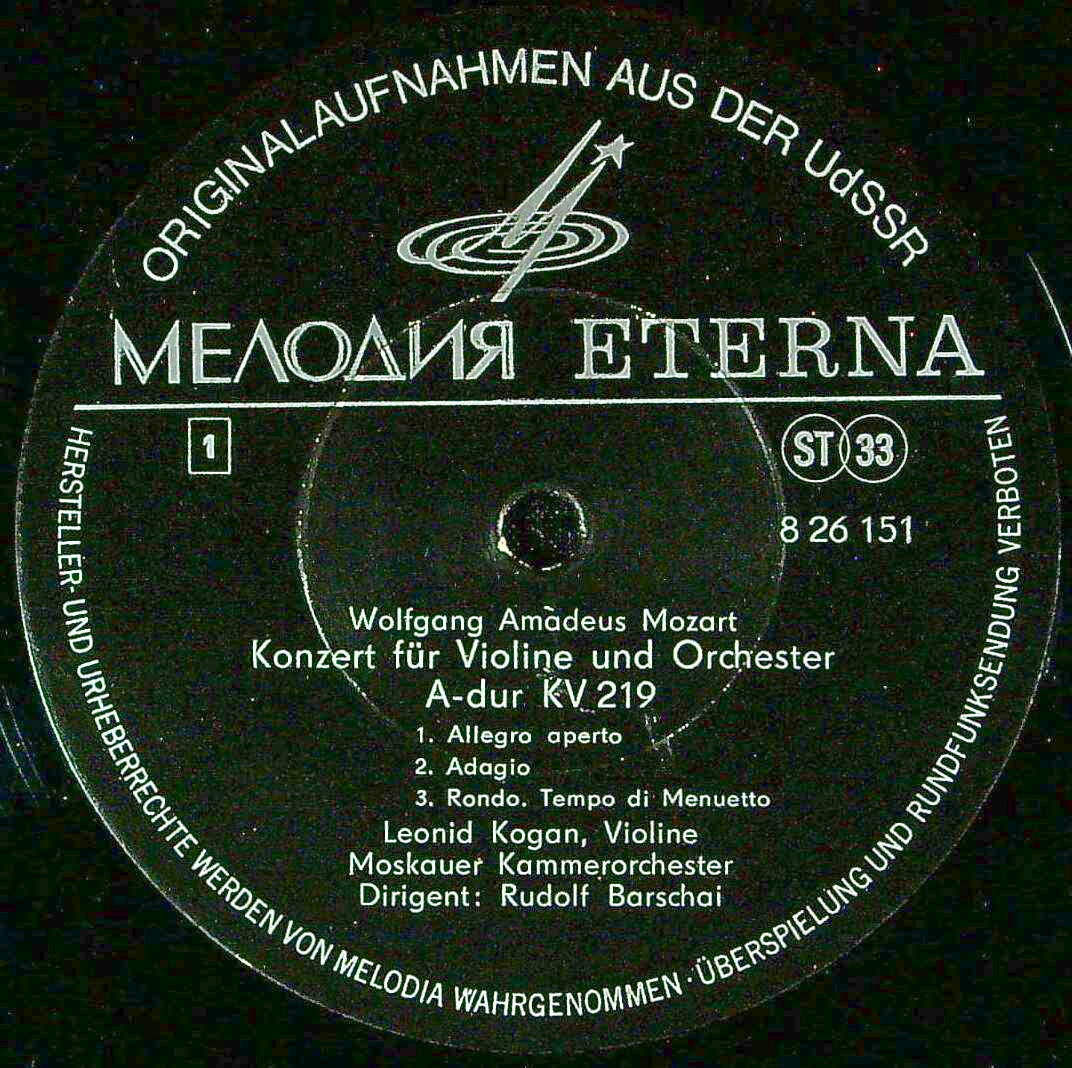 ORIGINALAUFNAHMEN AUS DER UdSSR
МЕЛОДИЯ ETERNA
1
ST 33
8 26 151
Wolfgang Amadeus Mozart
Konzert für Violine und Orchester
A-dur KV 219
1. Allegro aperto
2. Adagio
3. Rondo. Tempo di Menuetto
Leonid Kogan, Violine
Moskauer Kammerorchester
Dirigent: Rudolf Barschai
HERSTELLER- UND URHEBERRECHTE WERDEN VON MELODIA WAHRGENOMMEN · ÜBERSPIELUNG UND RUNDFUNKSENDUNG VERBOTEN